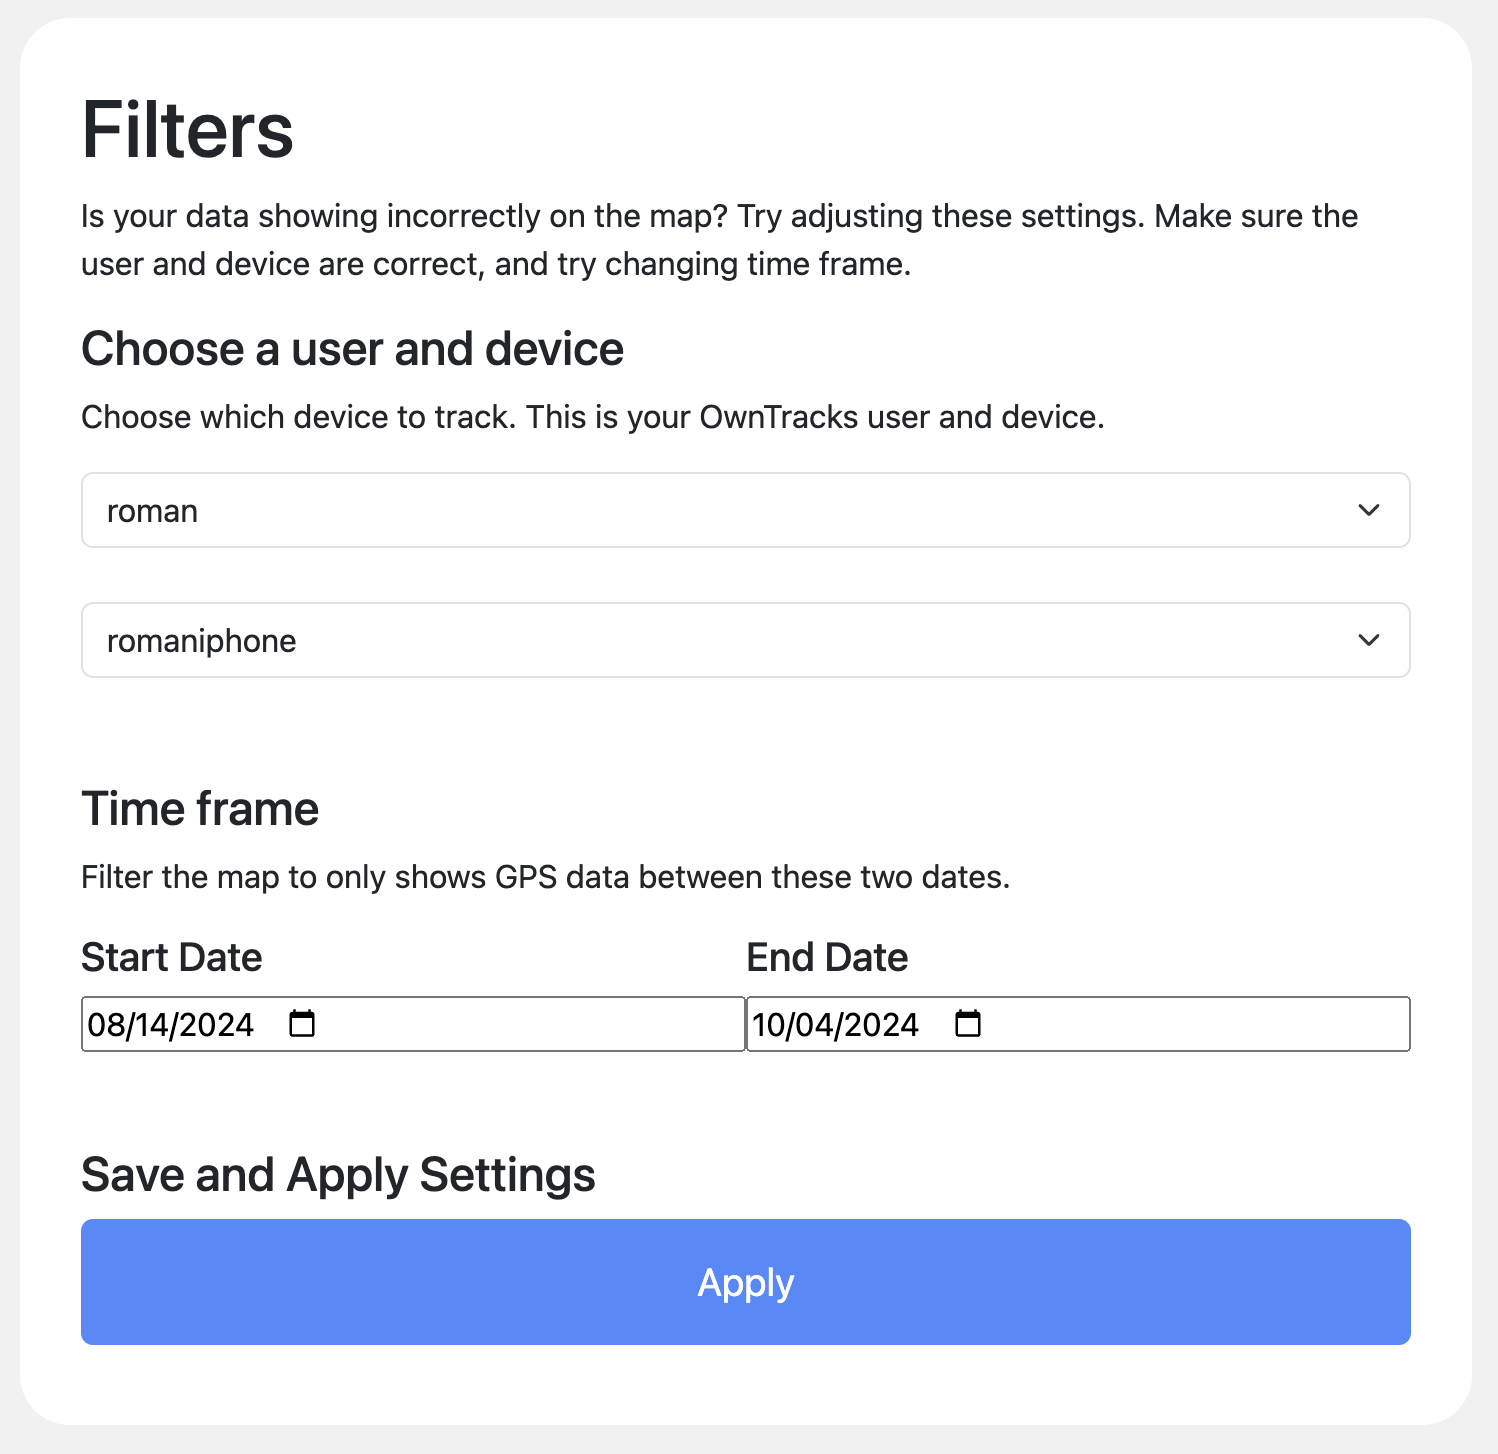 Filters
Is your data showing incorrectly on the map? Try adjusting these settings. Make sure the
user and device are correct, and try changing time frame.
Choose a user and device
Choose which device to track. This is your OwnTracks user and device.
roman
romaniphone
Time frame
Filter the map to only shows GPS data between these two dates.
Start Date
End Date
08/14/2024
10/04/2024
Save and Apply Settings
Apply